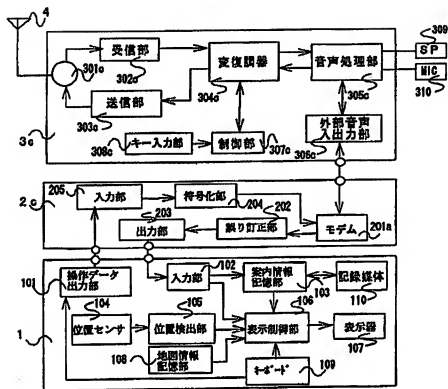 4
受信部
302c
301c
変復調器
304c
音声処理部
305c
SP
309
MIC
310
送信部
303c
キー入力部
308c
制御部
307c
外部音声
入出力部
306c
3c
205
入力部
符号化部
204
203
出力部
202
誤り訂正部
モデム
201a
2c
101
操作データ
出力部
入力部
102
案内情報
記憶部
103
記録媒体
110
104
位置センサ
105
位置検出部
106
表示制御部
表示器
107
108
地図情報
記憶部
キーボード
109
1